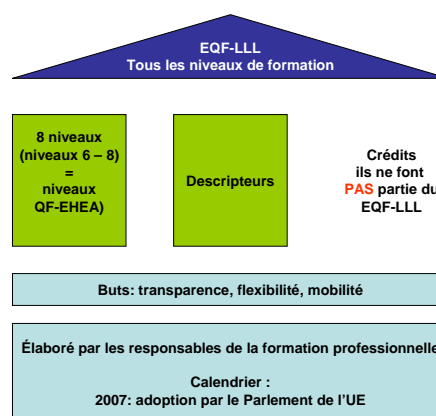 EQF-LLL
Tous les niveaux de formation
8 niveaux
(niveaux 6 – 8)
=
niveaux
QF-EHEA)
Descripteurs
Crédits
ils ne font
PAS partie du
EQF-LLL
Buts: transparence, flexibilité, mobilité
Élaboré par les responsables de la formation professionnelle
Calendrier :
2007: adoption par le Parlement de l'UE